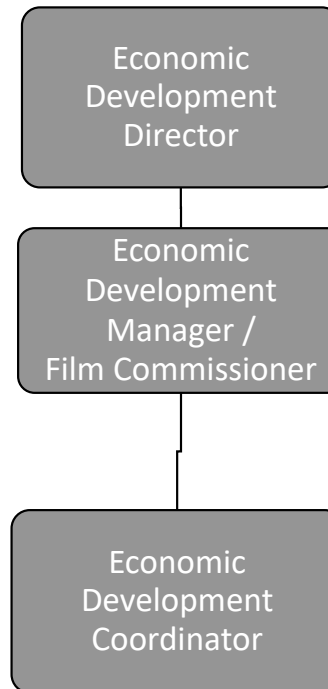 Economic
Development
Director
Economic
Development
Manager /
Film Commissioner
Economic
Development
Coordinator